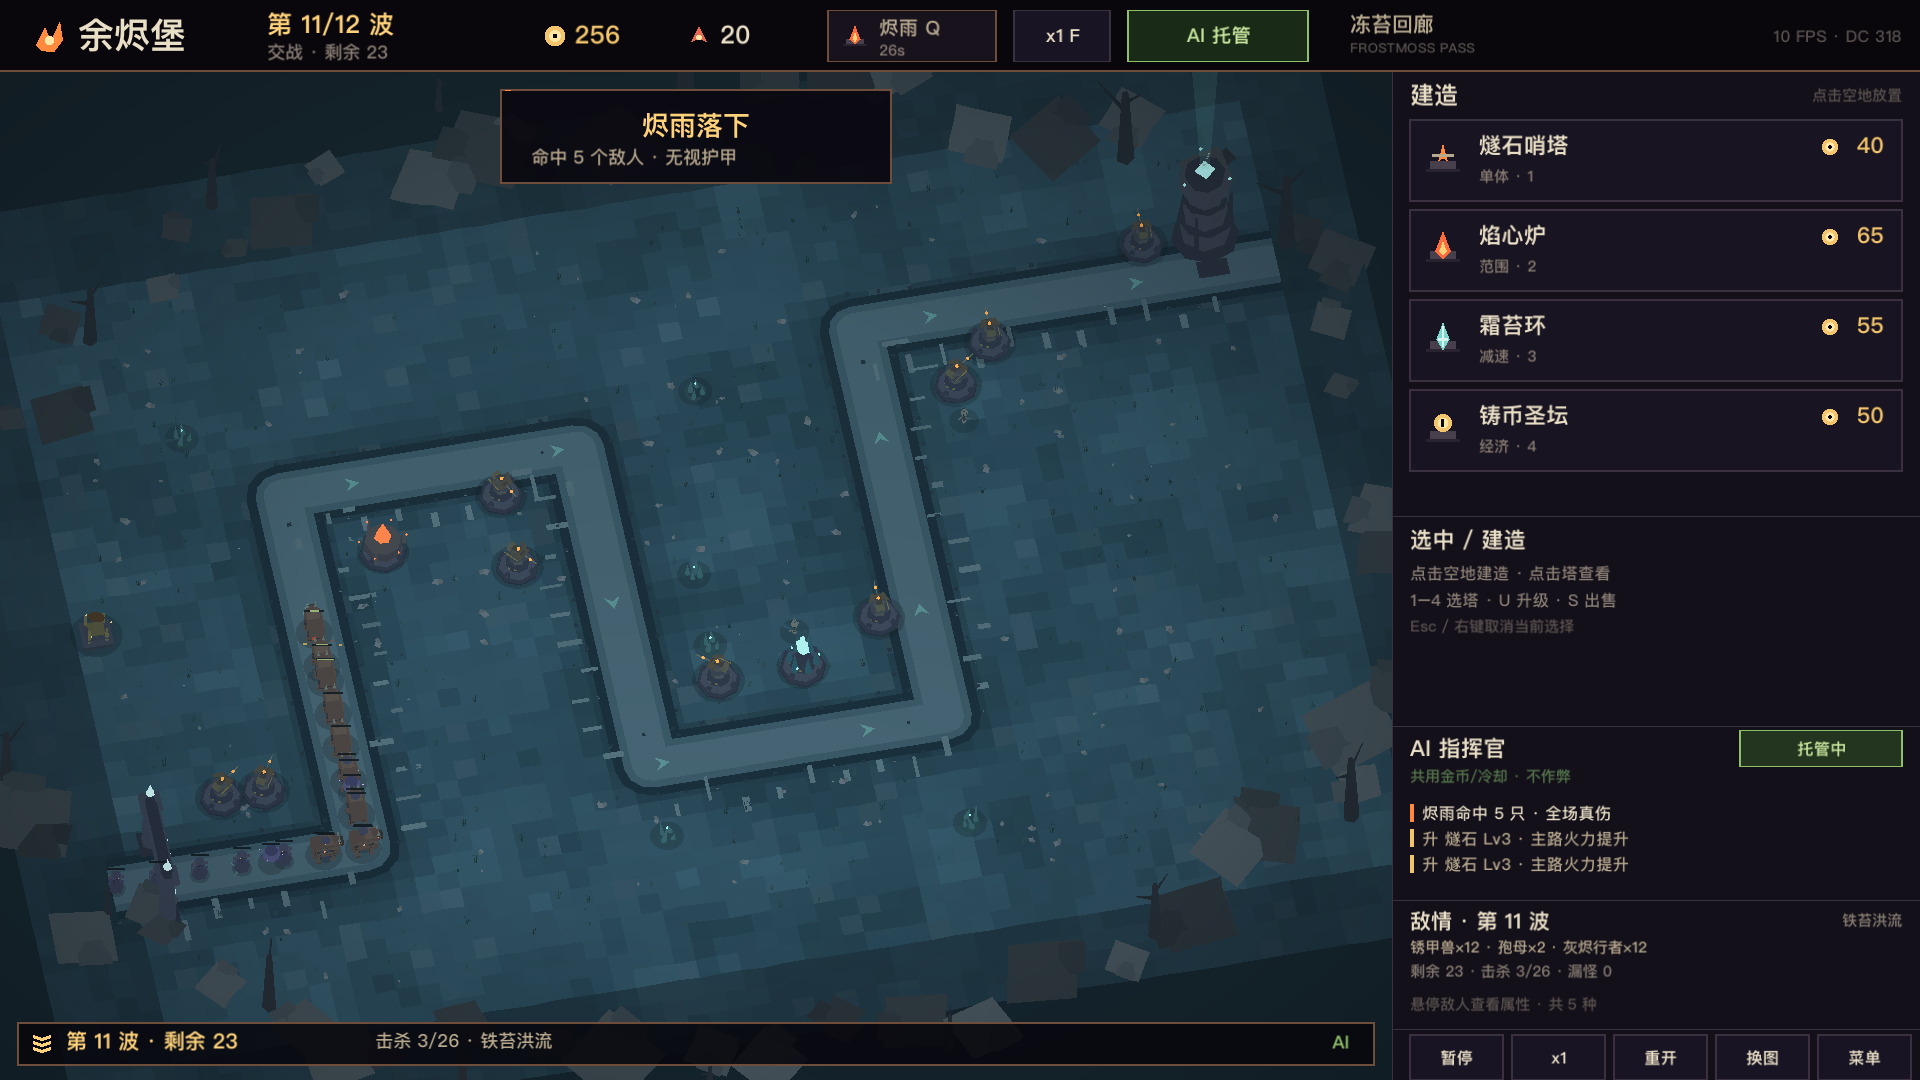 余烬堡
第 11/12 波
交战 · 剩余 23
256
20
烬雨 Q
26s
x1 F
AI 托管
冻苔回廊
FROSTMOSS PASS
10 FPS · DC 318
烬雨落下
命中 5 个敌人 · 无视护甲
建造
点击空地放置
燧石哨塔
单体 · 1
40
焰心炉
范围 · 2
65
霜苔环
减速 · 3
55
铸币圣坛
经济 · 4
50
选中 / 建造
点击空地建造 · 点击塔查看
1—4 选塔 · U 升级 · S 出售
Esc / 右键取消当前选择
AI 指挥官
托管中
共用金币/冷却 · 不作弊
烬雨命中 5 只 · 全场真伤
升 燧石 Lv3 · 主路火力提升
升 燧石 Lv3 · 主路火力提升
敌情 · 第 11 波
铁苔洪流
锈甲兽×12 · 孢母×2 · 灰烬行者×12
剩余 23 · 击杀 3/26 · 漏怪 0
悬停敌人查看属性 · 共 5 种
第 11 波 · 剩余 23
击杀 3/26 · 铁苔洪流
AI
暂停
x1
重开
换图
菜单